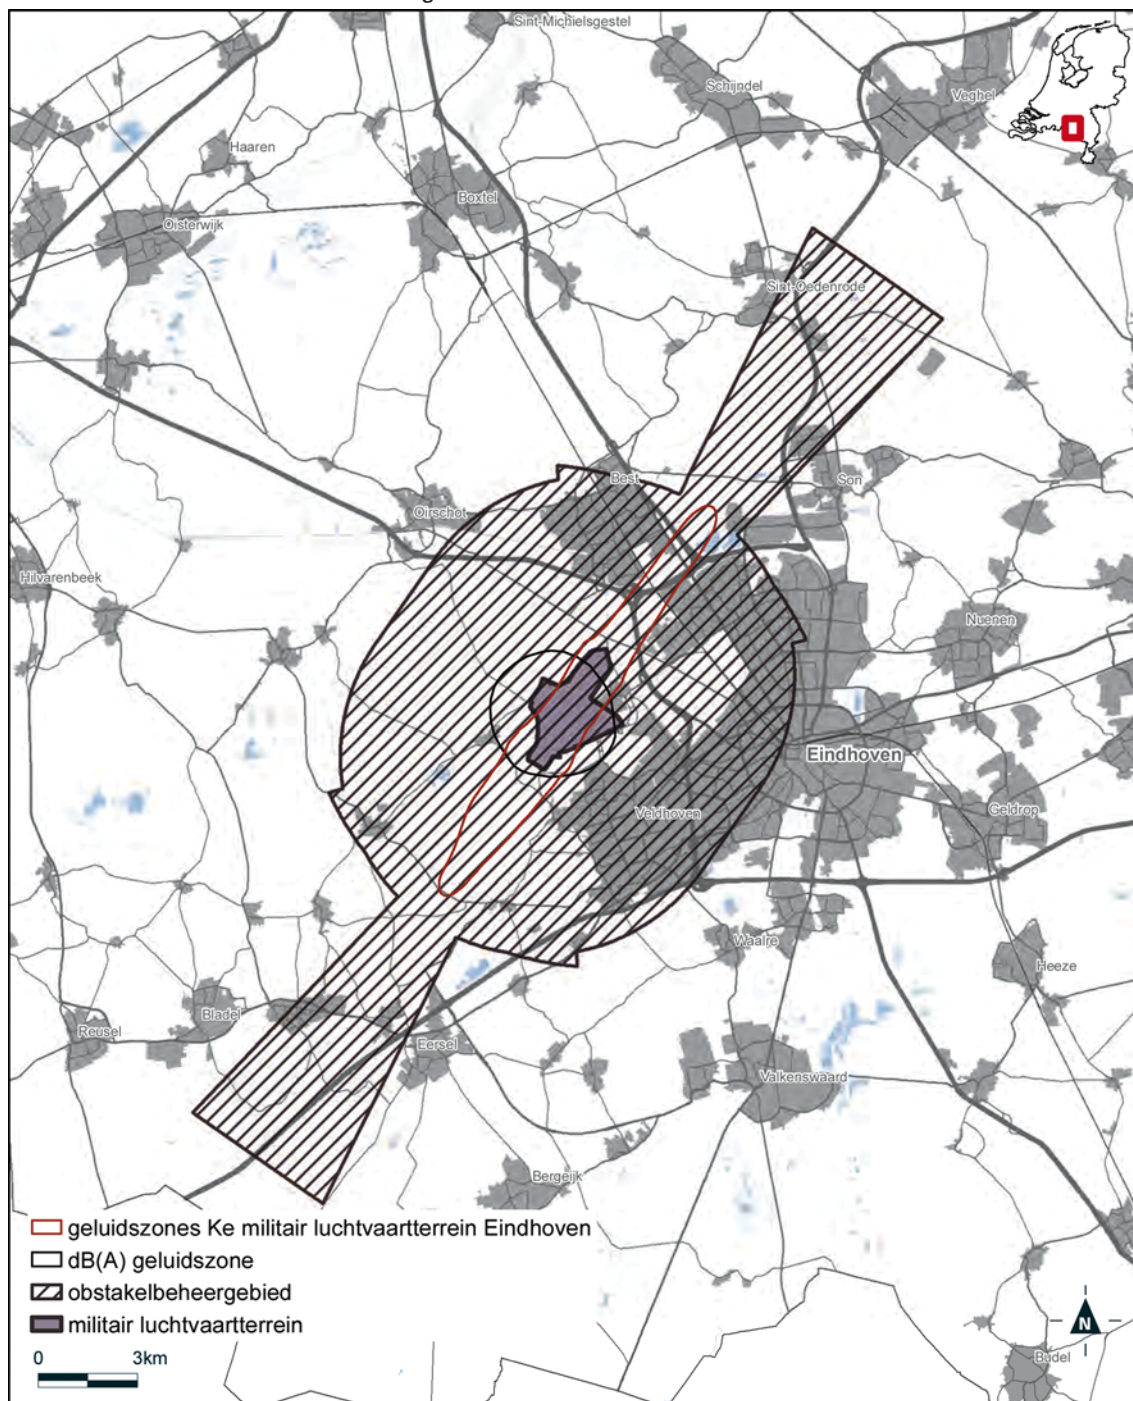 Sint-Michielsgestel
Schijndel
Veghel
Haaren
Boxtel
Oisterwijk
Sint-Oedenrode
Best
Son
Oirschot
Hilvarenbeek
Nuenen
Eindhoven
Veldhoven
Geldrop
Waalre
Heeze
Bladel
Reusel
Eersel
Valkenswaard
Bergeijk
geluidszones Ke militair luchtvaartterrein Eindhoven
dB(A) geluidszone
obstakelbeheergebied
militair luchtvaartterrein
N
0 3km
Budel